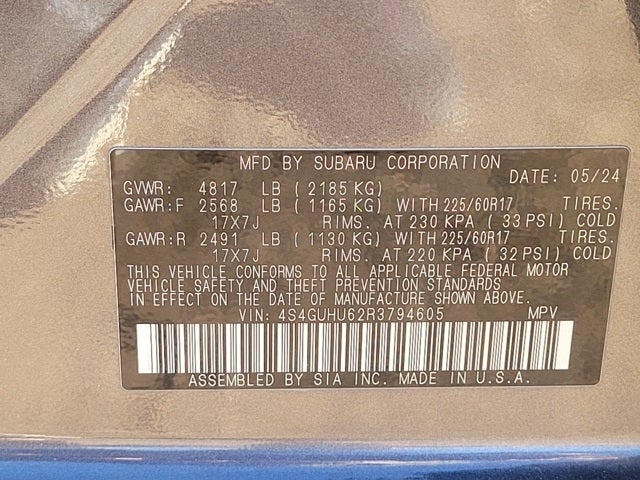 MFD BY SUBARU CORPORATION
DATE: 05/24
GVWR: 4817 LB ( 2185 KG)
GAWR:F 2568 LB ( 1165 KG) WITH 225/60R17 TIRES.
17X7J RIMS. AT 230 KPA ( 33 PSI) COLD
GAWR:R 2491 LB ( 1130 KG) WITH 225/60R17 TIRES.
17X7J RIMS. AT 220 KPA ( 32 PSI) COLD
THIS VEHICLE CONFORMS TO ALL APPLICABLE FEDERAL MOTOR
VEHICLE SAFETY AND THEFT PREVENTION STANDARDS
IN EFFECT ON THE DATE OF MANUFACTURE SHOWN ABOVE.
VIN: 4S4GUHU62R3794605 MPV
ASSEMBLED BY SIA INC. MADE IN U.S.A.